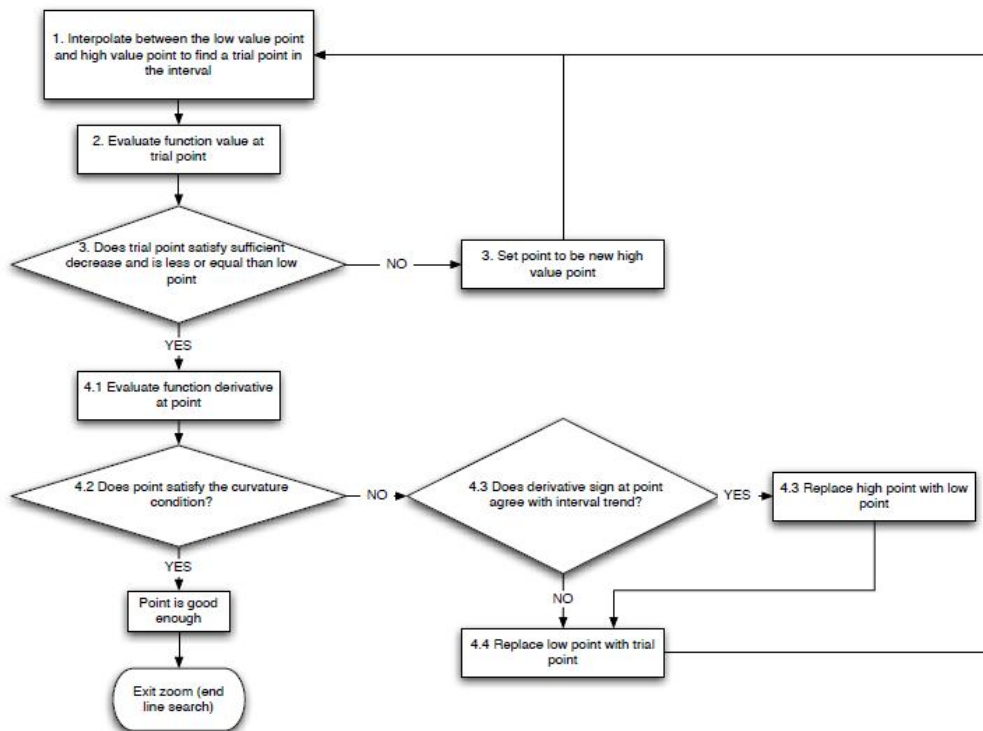 1. Interpolate between the low value point
and high value point to find a trial point in
the interval
2. Evaluate function value at
trial point
3. Does trial point satisfy sufficient
decrease and is less or equal than low
point
NO
3. Set point to be new high
value point
YES
4.1 Evaluate function derivative
at point
4.2 Does point satisfy the curvature
condition?
NO
4.3 Does derivative sign at point
agree with interval trend?
YES
4.3 Replace high point with low
point
YES
NO
Point is good
enough
4.4 Replace low point with trial
point
Exit zoom (end
line search)